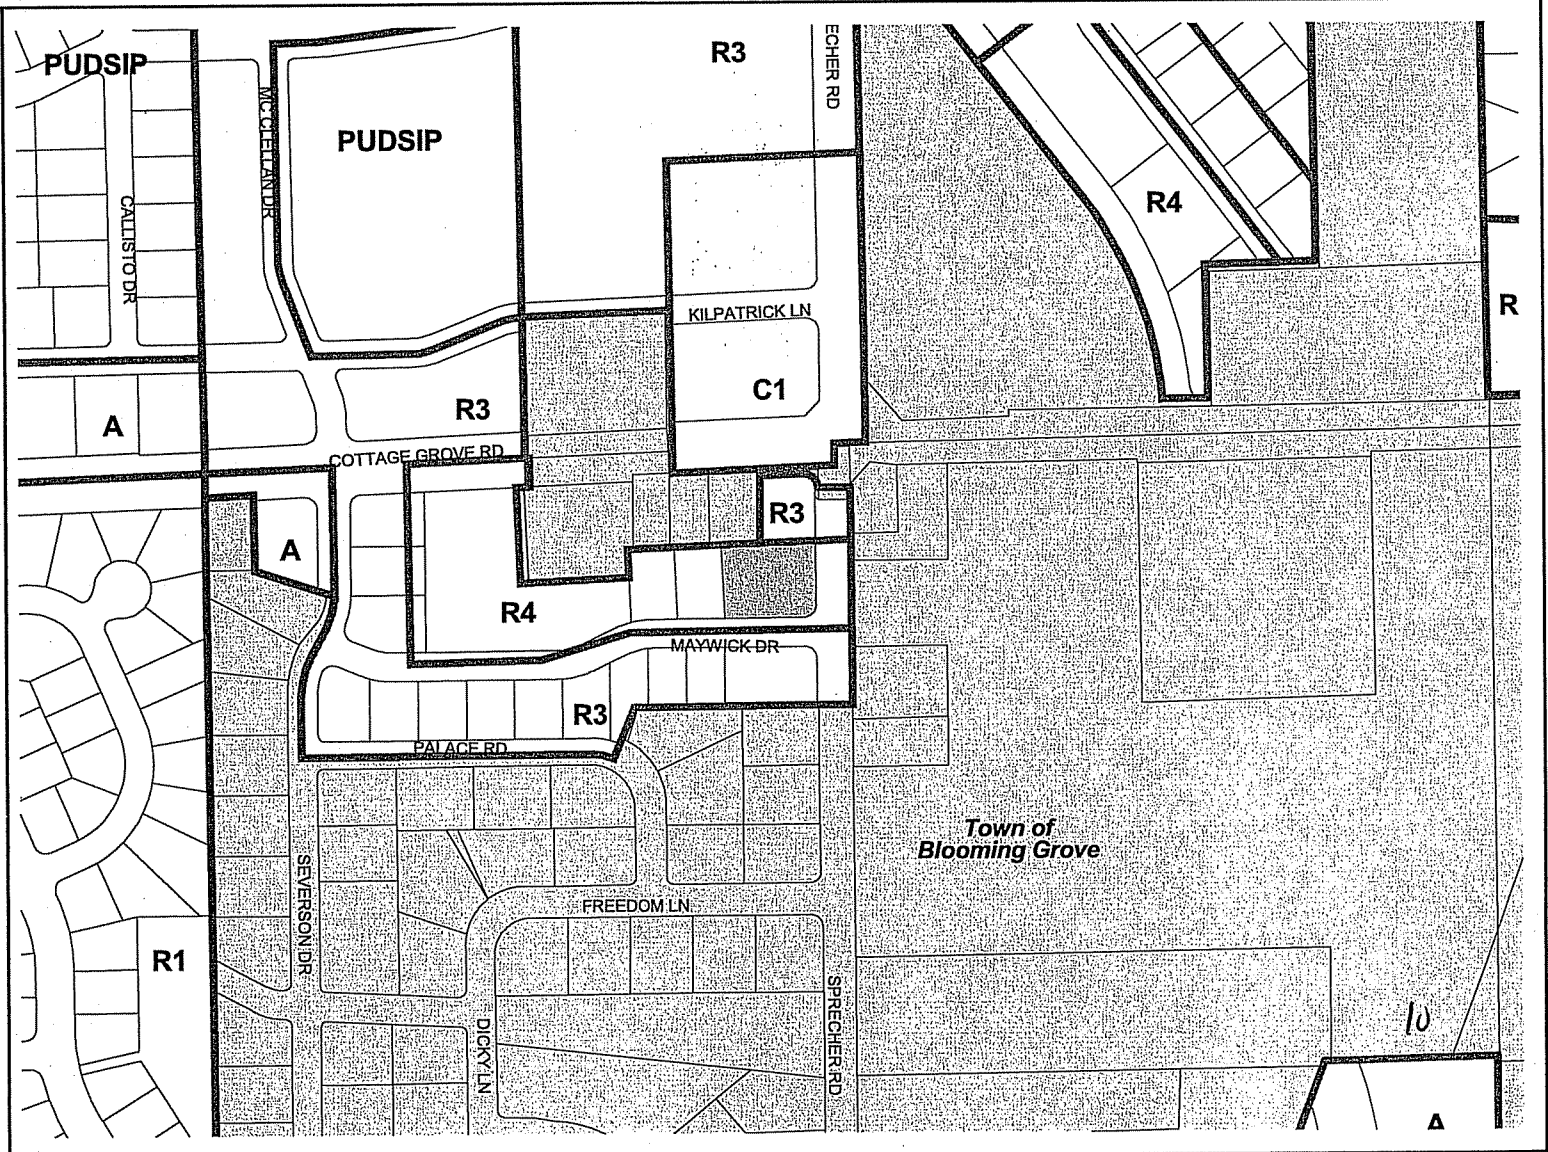 PUDSIP
MC CLELLAN DR
PUDSIP
R3
ECHER RD
CALLISTO DR
R4
KILPATRICK LN
R
C1
A
R3
COTTAGE GROVE RD
R3
A
R4
MAYWICK DR
R3
PALACE RD
Town of
Blooming Grove
SEVERSON DR
FREEDOM LN
R1
SPRECHER RD
DICKY LN
10
A